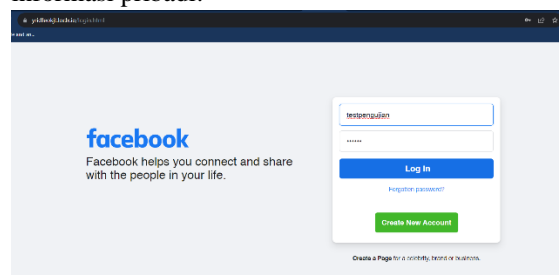 informasi pribadi.
facebook
Facebook helps you connect and share
with the people in your life.
testpengujian
Log In
Forgotten password?
Create New Account
Create a Page for a celebrity, brand or business.